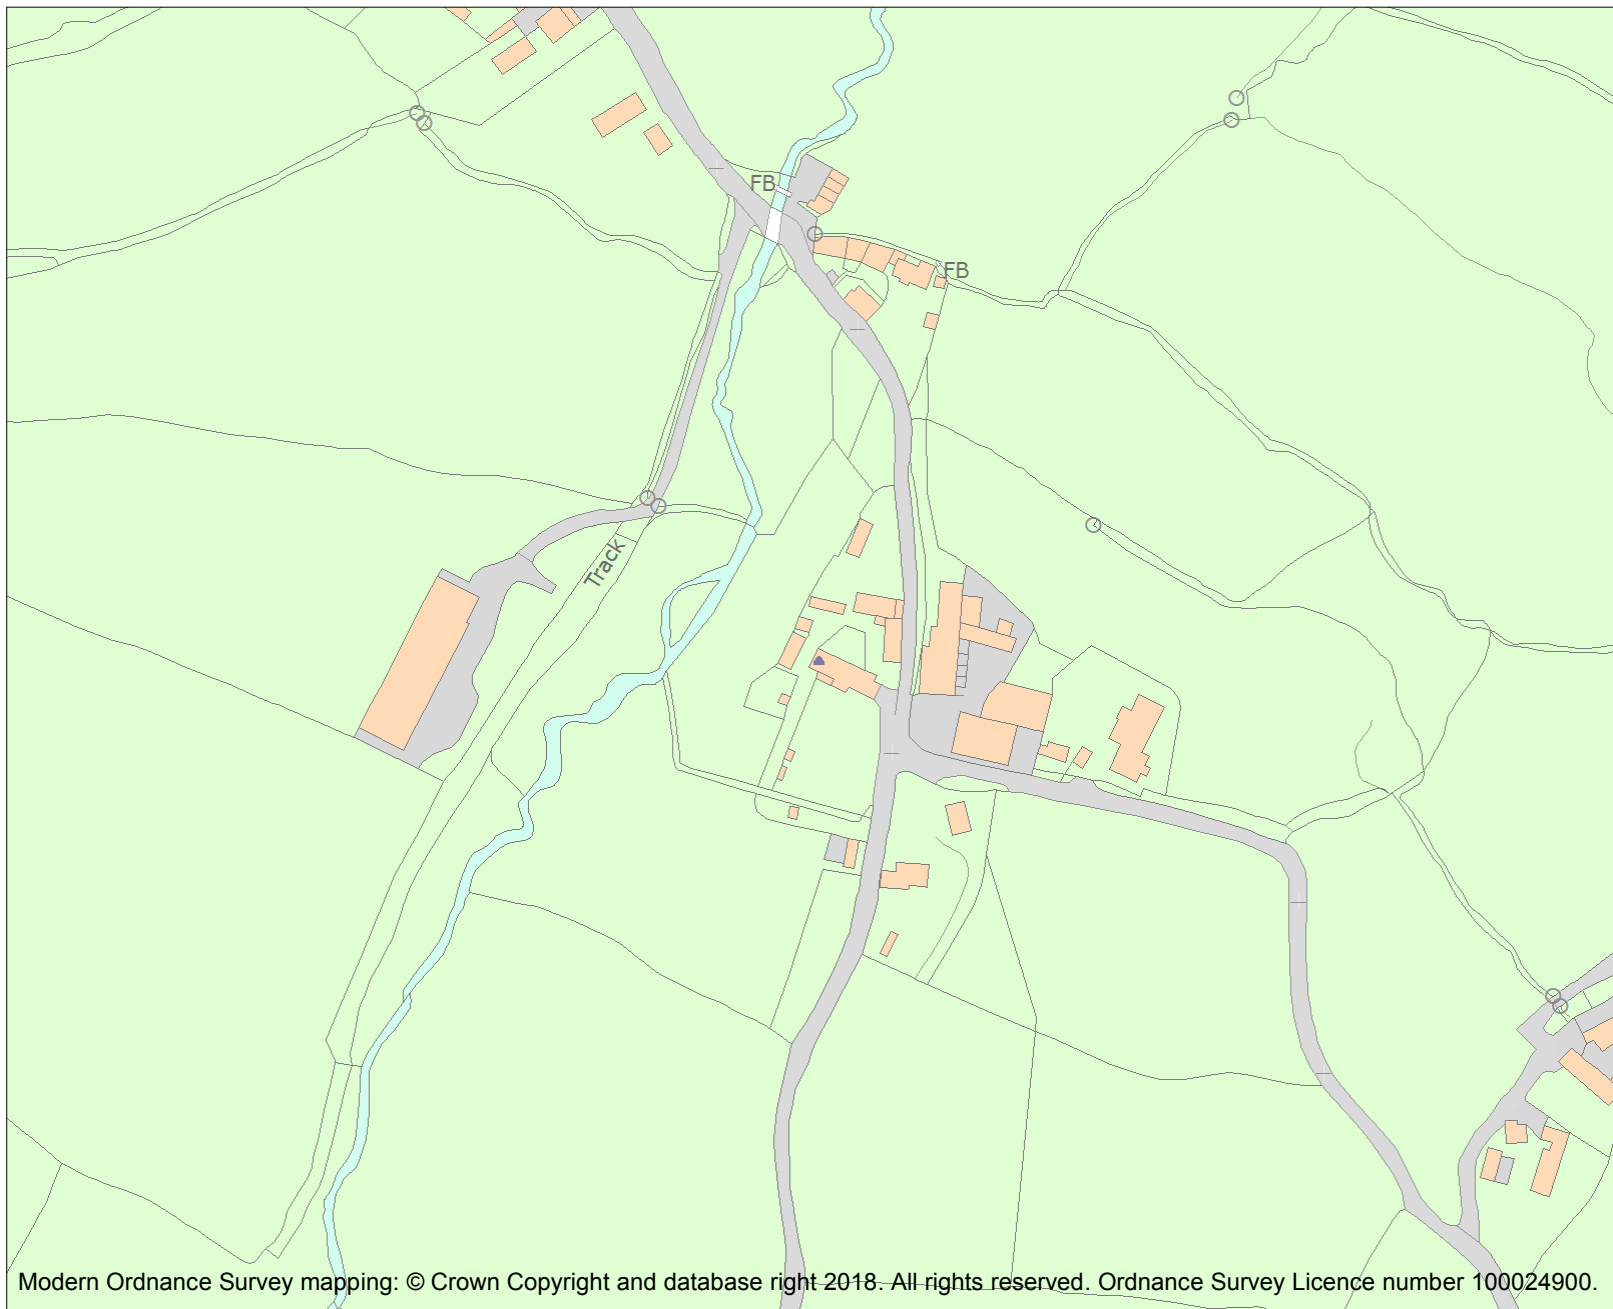 FB
FB
Track
Modern Ordnance Survey mapping: © Crown Copyright and database right 2018. All rights reserved. Ordnance Survey Licence number 100024900.